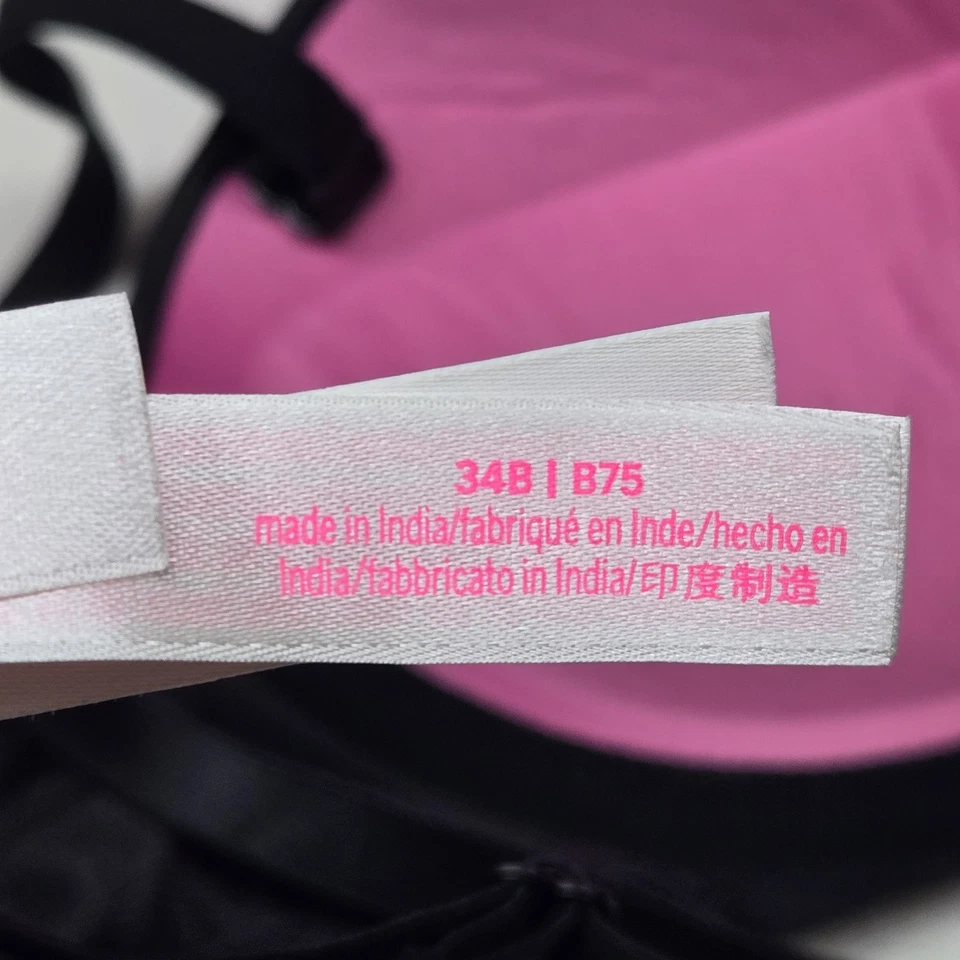 34B | B75
made in India/fabriqué en Inde/hecho en
India/fabbricato in India/印度制造